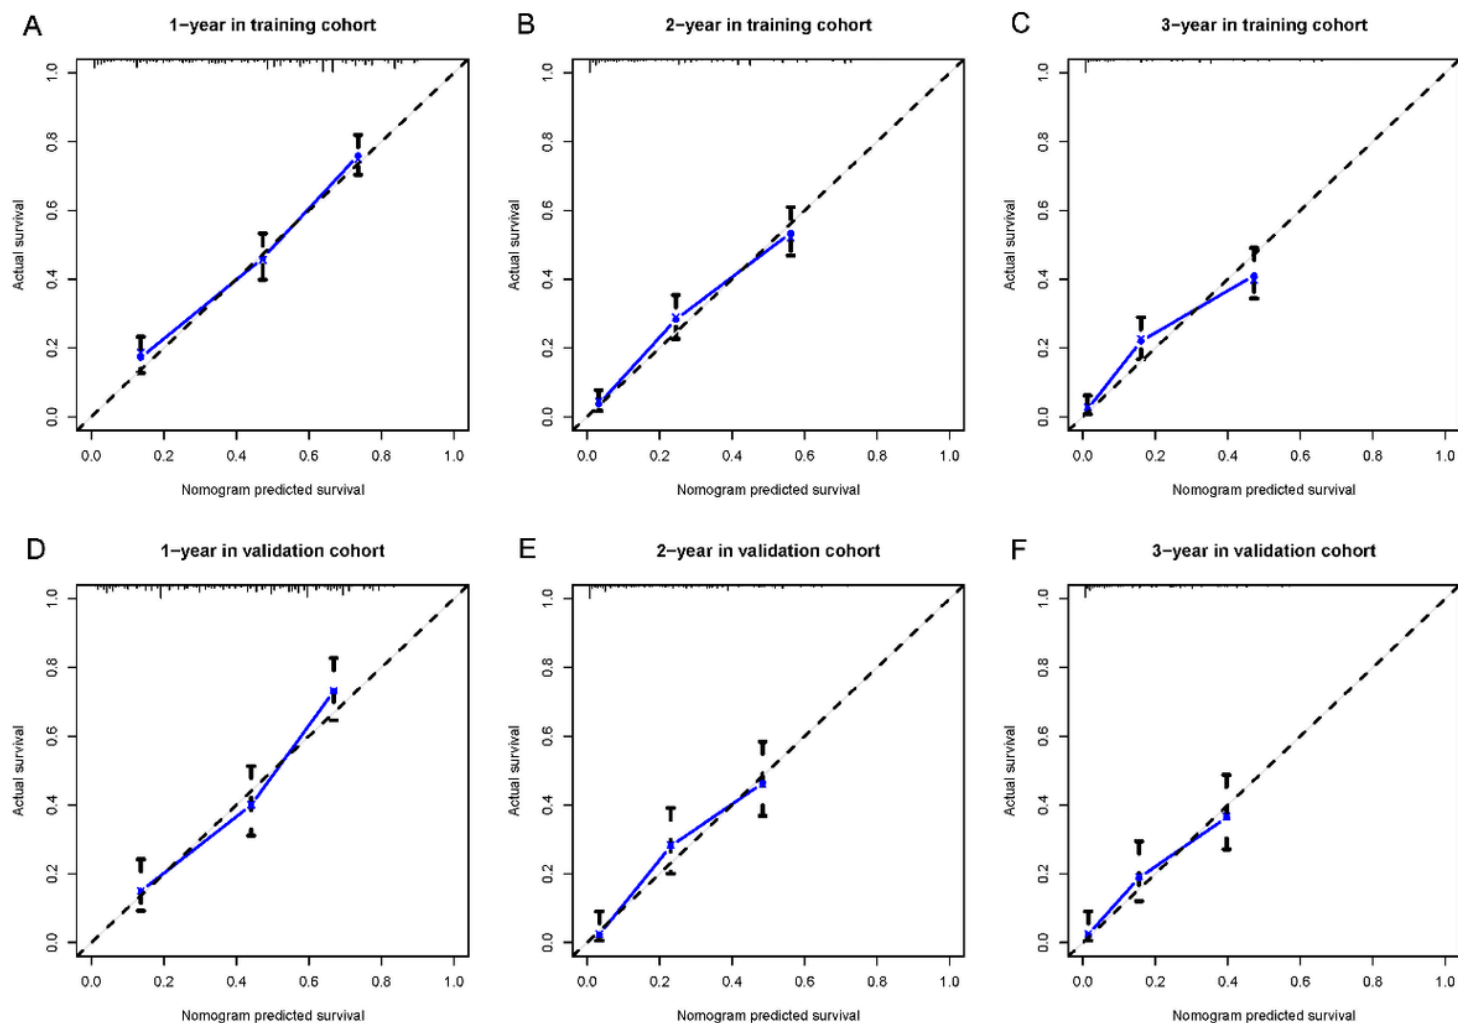 A 1-year in training cohort
B 2-year in training cohort
C 3-year in training cohort
Actual survival
1.0
0.8
0.6
0.4
0.2
0.0
0.0 0.2 0.4 0.6 0.8 1.0
Nomogram predicted survival
Actual survival
1.0
0.8
0.6
0.4
0.2
0.0
0.0 0.2 0.4 0.6 0.8 1.0
Nomogram predicted survival
Actual survival
1.0
0.8
0.6
0.4
0.2
0.0
0.0 0.2 0.4 0.6 0.8 1.0
Nomogram predicted survival
D 1-year in validation cohort
E 2-year in validation cohort
F 3-year in validation cohort
Actual survival
1.0
0.8
0.6
0.4
0.2
0.0
0.0 0.2 0.4 0.6 0.8 1.0
Nomogram predicted survival
Actual survival
1.0
0.8
0.6
0.4
0.2
0.0
0.0 0.2 0.4 0.6 0.8 1.0
Nomogram predicted survival
Actual survival
1.0
0.8
0.6
0.4
0.2
0.0
0.0 0.2 0.4 0.6 0.8 1.0
Nomogram predicted survival